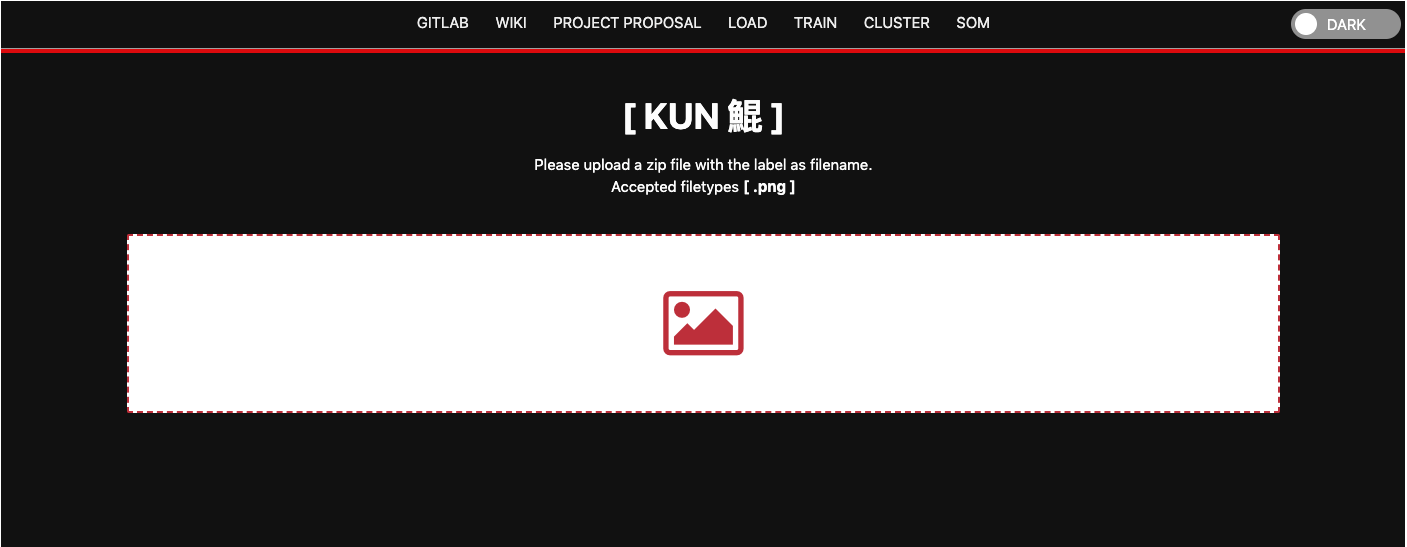 GITLAB WIKI PROJECT PROPOSAL LOAD TRAIN CLUSTER SOM DARK
[ KUN 鯤 ]
Please upload a zip file with the label as filename.
Accepted filetypes [ .png ]